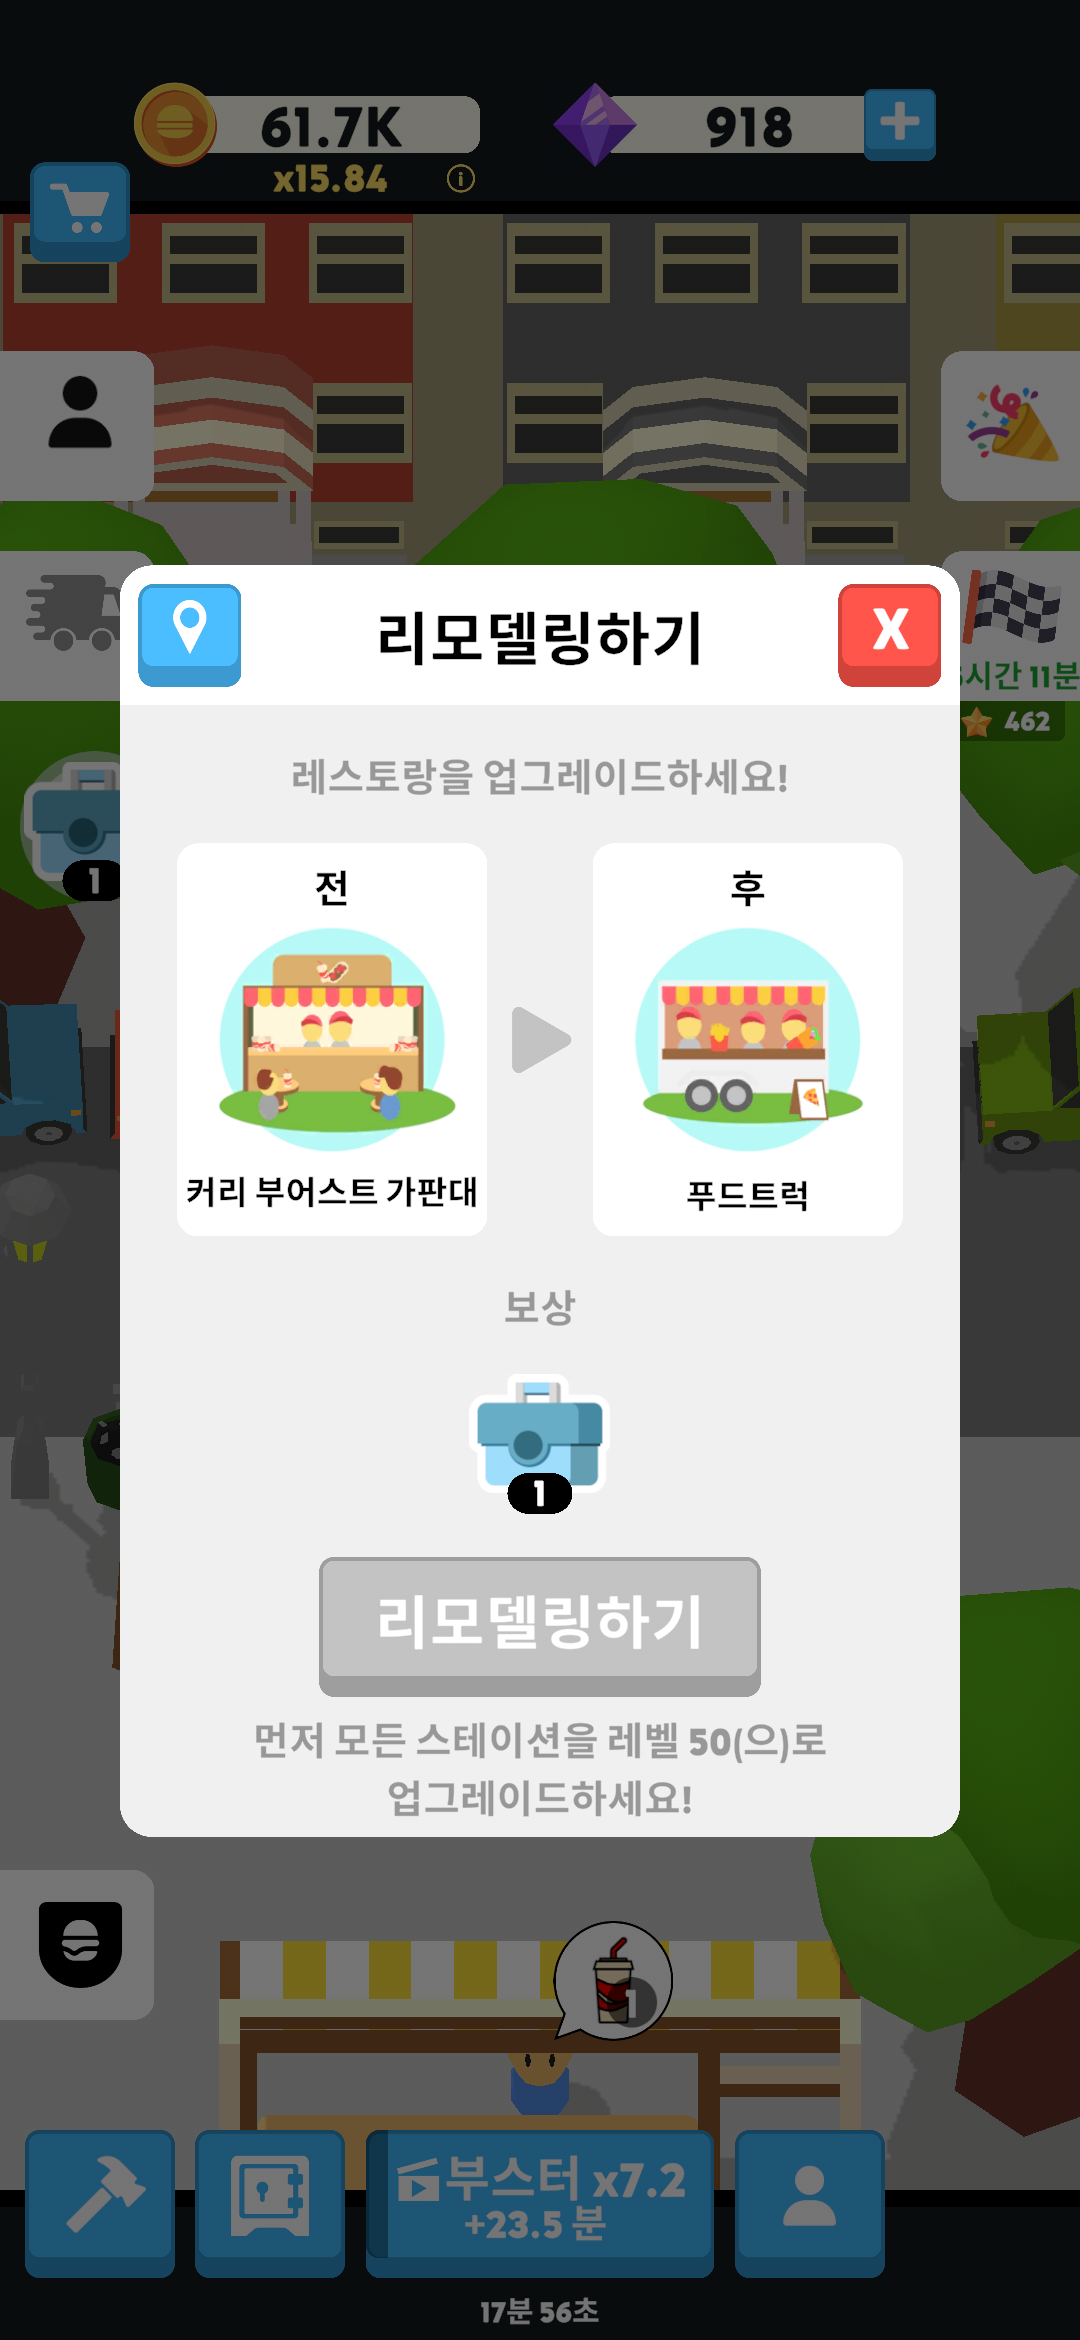 61.7K
918
x15.84
리모델링하기
X
시간 11분
462
레스토랑을 업그레이드하세요!
전
후
1
커리 부어스트 가판대
푸드트럭
보상
1
리모델링하기
먼저 모든 스테이션을 레벨 50(으)로
업그레이드하세요!
1
부스터 x7.2
+23.5 분
17분 56초